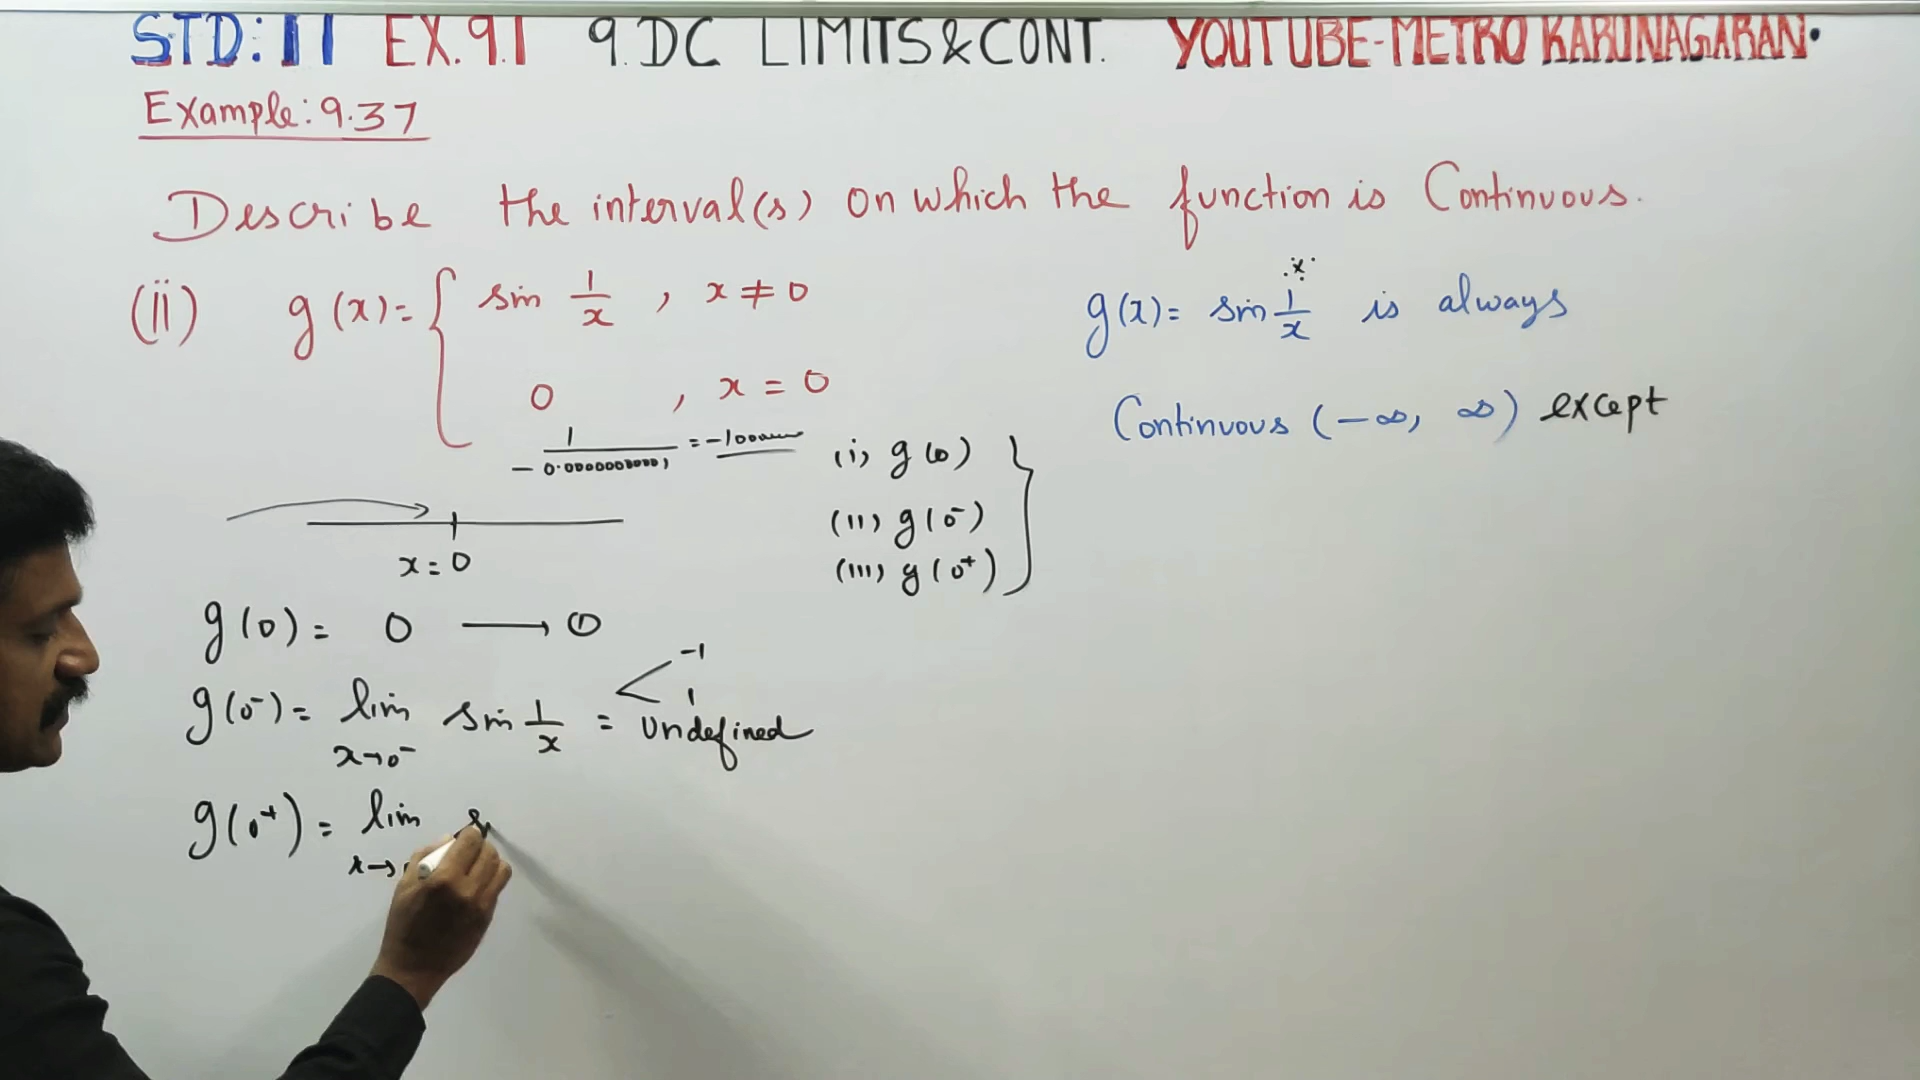 STD: 11 EX.9.1 9.DC LIMITS & CONT. YOUTUBE-METRO KARUNAGARAN.
Example: 9.37
Describe the interval(s) on which the function is Continuous.
(ii) g(x) = { sin 1/x , x ≠ 0
0 , x = 0
1
- 0.0000000000,
= -1000
x = 0
(i) g(0)
(ii) g(0⁻)
(iii) g(0⁺)
g(0) = 0 → ①
g(0⁻) = lim x→0⁻ sin 1/x = undefined
-1
1
g(0⁺) = lim x→ s
g(x) = sin 1/x is always
Continuous (-∞, ∞) except